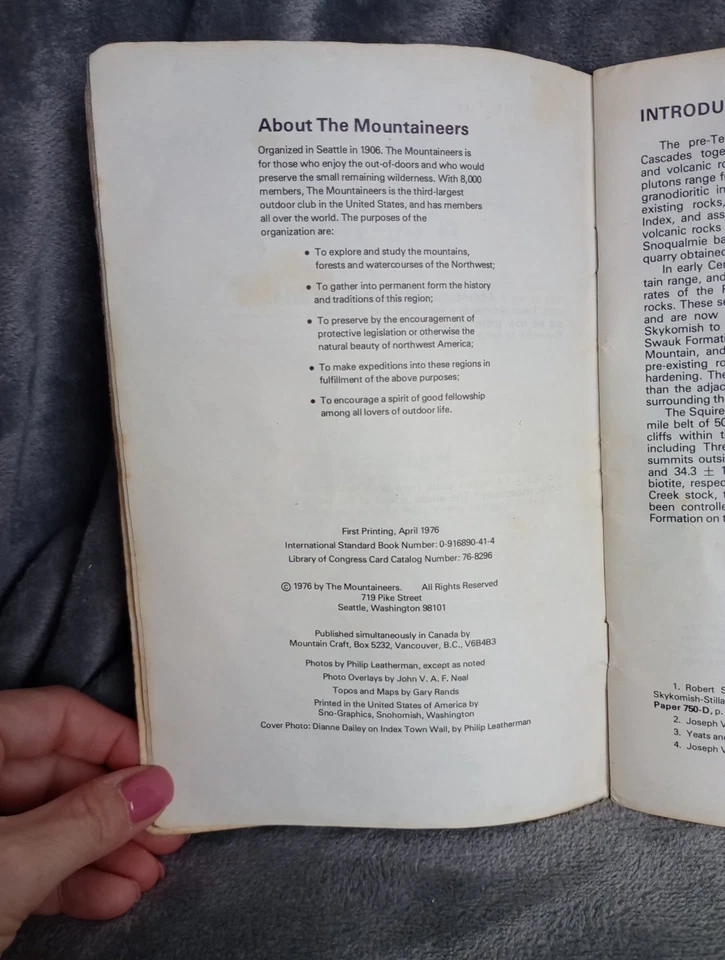 About The Mountaineers
Organized in Seattle in 1906. The Mountaineers is
for those who enjoy the out-of-doors and who would
preserve the small remaining wilderness. With 8,000
members, The Mountaineers is the third-largest
outdoor club in the United States, and has members
all over the world. The purposes of the
organization are:
• To explore and study the mountains,
forests and watercourses of the Northwest;
• To gather into permanent form the history
and traditions of this region;
• To preserve by the encouragement of
protective legislation or otherwise the
natural beauty of northwest America;
• To make expeditions into these regions in
fulfillment of the above purposes;
• To encourage a spirit of good fellowship
among all lovers of outdoor life.
First Printing, April 1976
International Standard Book Number: 0-916890-41-4
Library of Congress Card Catalog Number: 76-8296
© 1976 by The Mountaineers. All Rights Reserved
719 Pike Street
Seattle, Washington 98101
Published simultaneously in Canada by
Mountain Craft, Box 5232, Vancouver, B.C., V6B4B3
Photos by Philip Leatherman, except as noted
Photo Overlays by John V. A. F. Neal
Topos and Maps by Gary Rands
Printed in the United States of America by
Sno-Graphics, Snohomish, Washington
Cover Photo: Dianne Dailey on Index Town Wall, by Philip Leatherman
INTRODU
The pre-Te
Cascades toge
and volcanic ro
plutons range f
granodioritic in
existing rocks,
Index, and ass
volcanic rocks
Snoqualmie ba
quarry obtained
In early Cen
tain range, and
rates of the
rocks. These se
and are now
Skykomish to
Swauk Formati
Mountain, and
pre-existing ro
hardening. The
than the adjac
surrounding th
The Squire
mile belt of 50
cliffs within t
including Thre
summits outsi
and 34.3 ± 1
biotite, respec
Creek stock, t
been controlle
Formation on t
1. Robert S
Skykomish-Stilla
Paper 750-D, p.
2. Joseph V
3. Yeats and
4. Joseph V